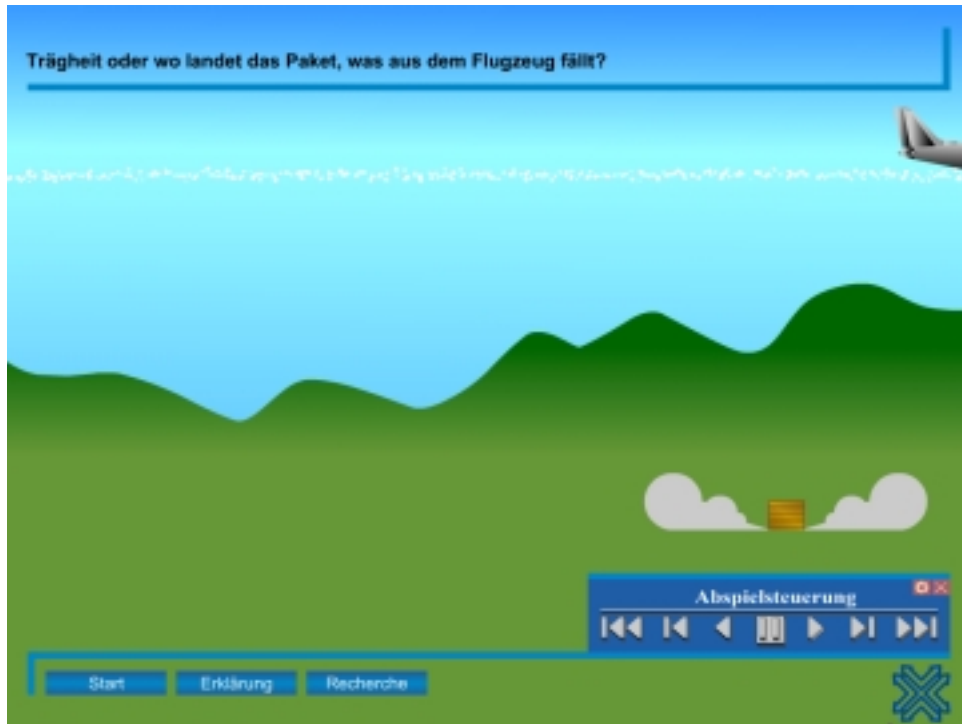 Trägheit oder wo landet das Paket, was aus dem Flugzeug fällt?
Abspielsteuerung
Start Erklärung Recherche